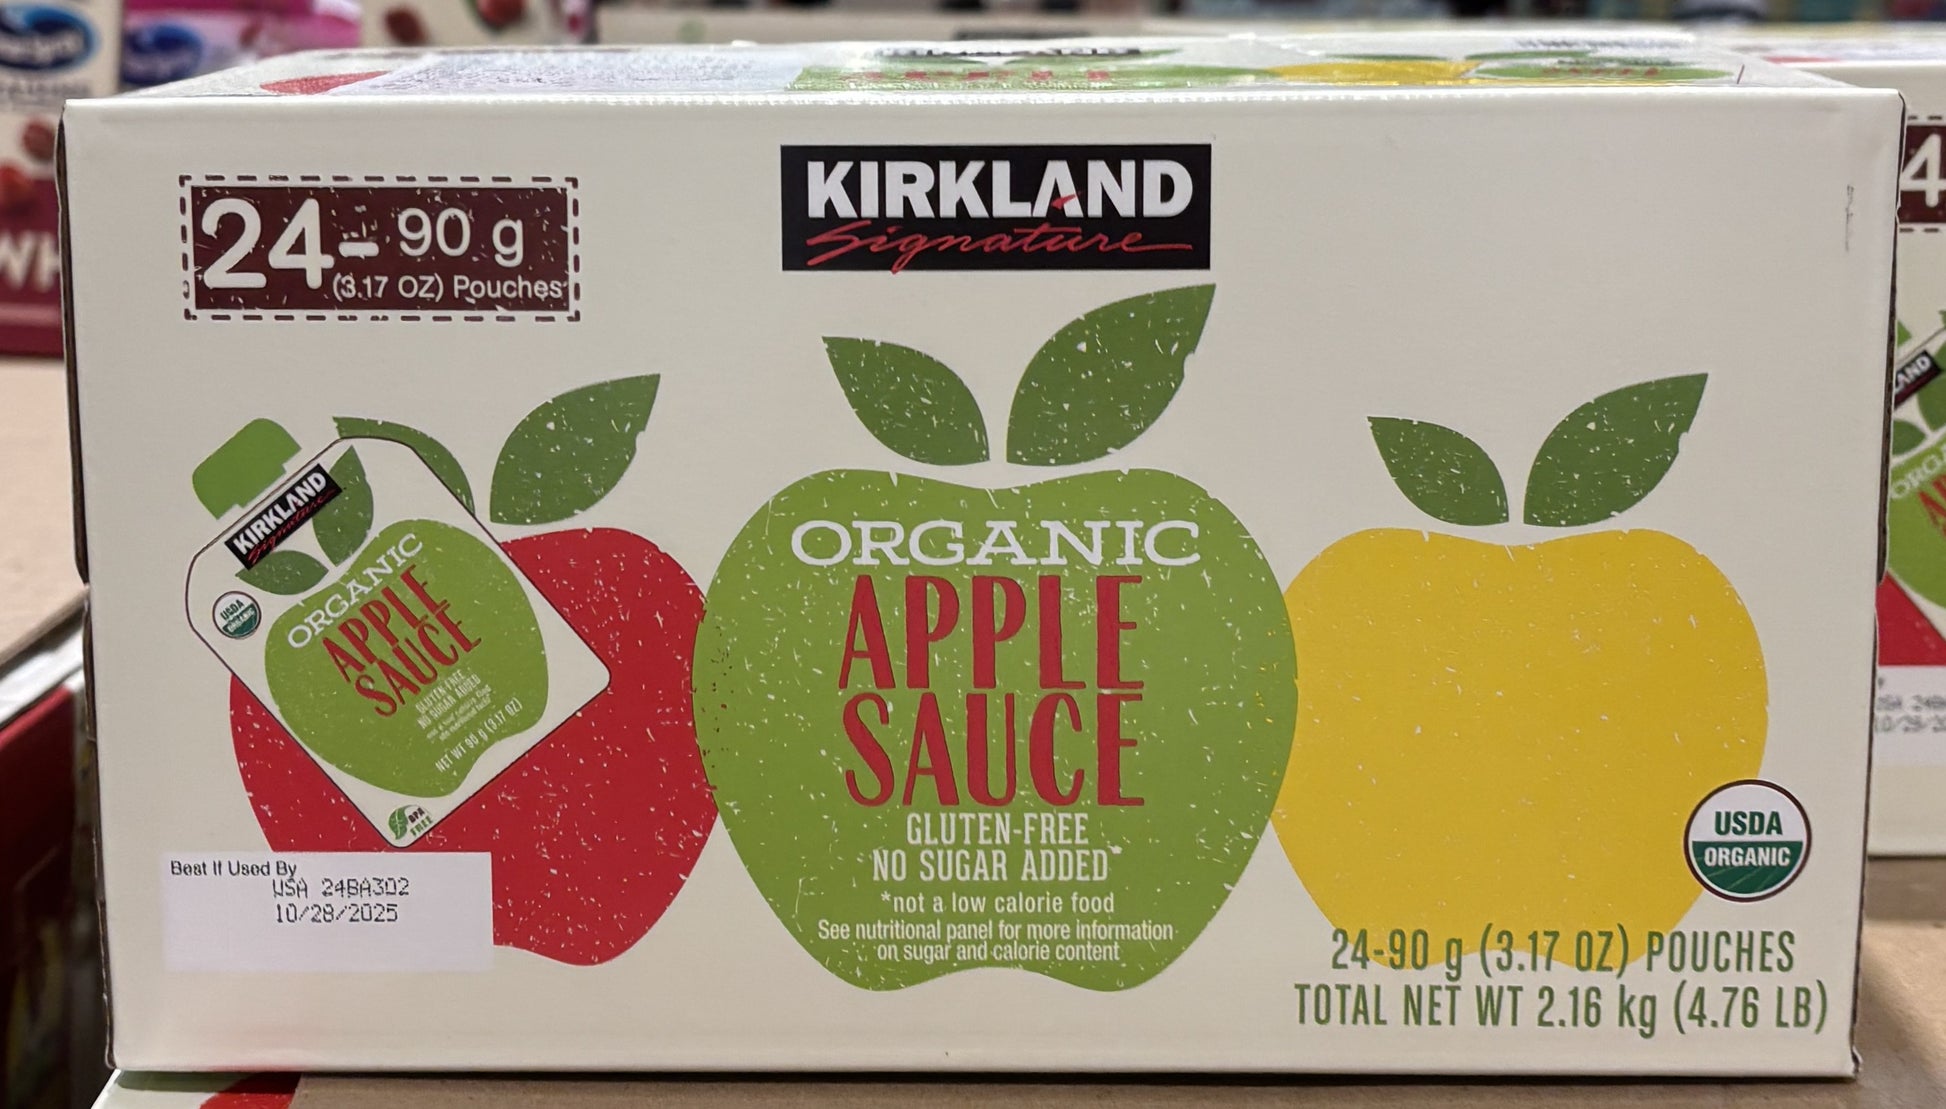 24-90 g
(3.17 OZ) Pouches
KIRKLAND
Signature
KIRKLAND
Signature
USDA
ORGANIC
ORGANIC
APPLE
SAUCE
GLUTEN-FREE
NO SUGAR ADDED
NET WT 90 g (3.17 OZ)
BPA
FREE
ORGANIC
APPLE
SAUCE
GLUTEN-FREE
NO SUGAR ADDED*
*not a low calorie food
See nutritional panel for more information
on sugar and calorie content
Best If Used By
WSA 24BA302
10/28/2025
USDA
ORGANIC
24-90 g (3.17 OZ) POUCHES
TOTAL NET WT 2.16 kg (4.76 LB)